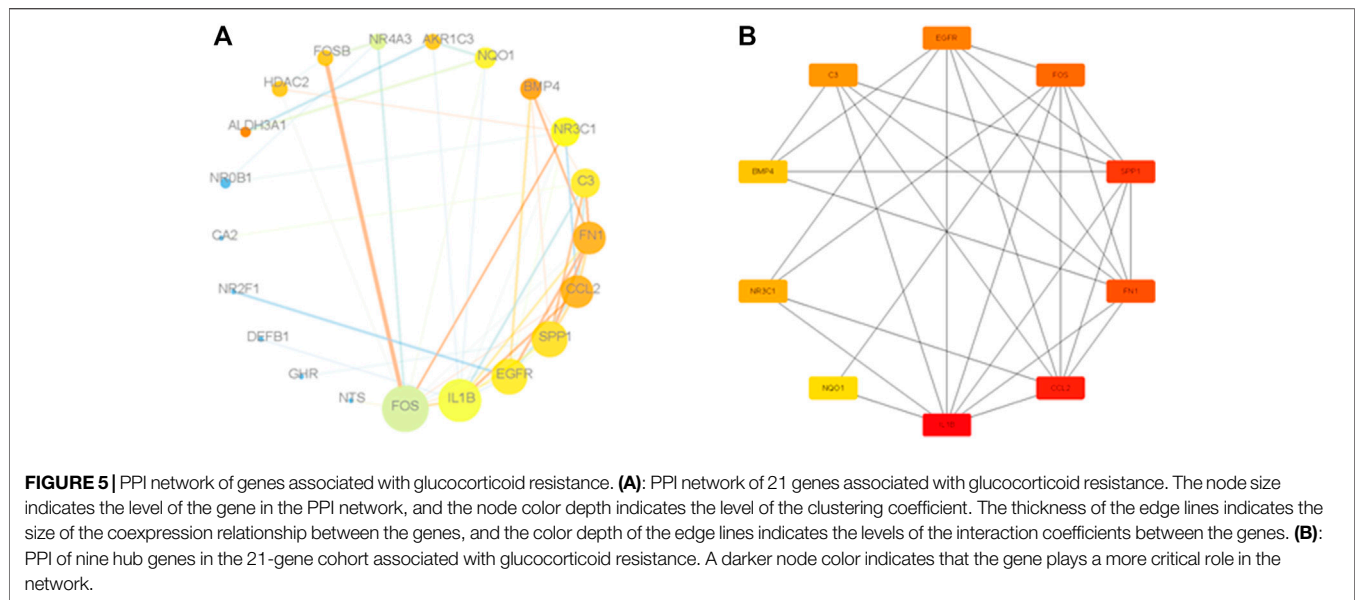 A
B
NR4A3
AKR1C3
FOSB
NQO1
HDAC2
BMP4
ALDH3A1
NR3C1
NR0B1
C3
CA2
FN1
NR2F1
CCL2
DEFB1
SPP1
GHR
EGFR
NTS
FOS
IL1B
EGFR
C3
FOS
BMP4
SPP1
NR3C1
FN1
NQO1
CCL2
IL1B
FIGURE 5 | PPI network of genes associated with glucocorticoid resistance. (A): PPI network of 21 genes associated with glucocorticoid resistance. The node size
indicates the level of the gene in the PPI network, and the node color depth indicates the level of the clustering coefficient. The thickness of the edge lines indicates the
size of the coexpression relationship between the genes, and the color depth of the edge lines indicates the levels of the interaction coefficients between the genes. (B):
PPI of nine hub genes in the 21-gene cohort associated with glucocorticoid resistance. A darker node color indicates that the gene plays a more critical role in the
network.